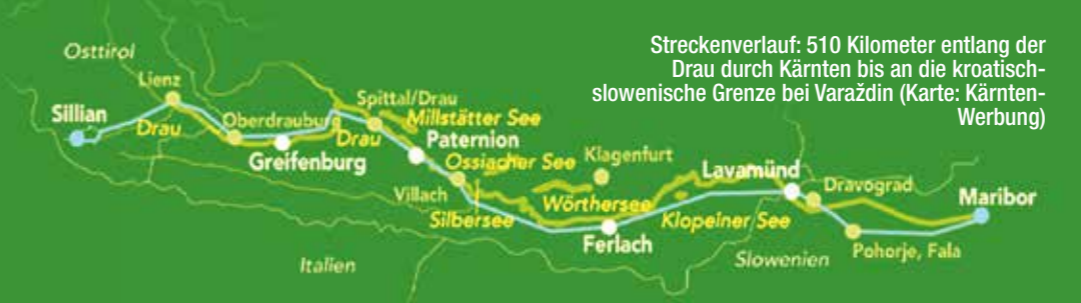 Streckenverlauf: 510 Kilometer entlang der
Drau durch Kärnten bis an die kroatisch-
slowenische Grenze bei Varaždin (Karte: Kärnten-
Werbung)
Osttirol
Lienz
Sillian
Drau
Oberdrauburg
Greifenburg
Drau
Spittal/Drau
Millstätter See
Paternion
Ossiacher See
Klagenfurt
Villach
Silbersee
Wörthersee
Ferlach
Klopeiner See
Lavamünd
Dravograd
Maribor
Pohorje, Fala
Slowenien
Italien